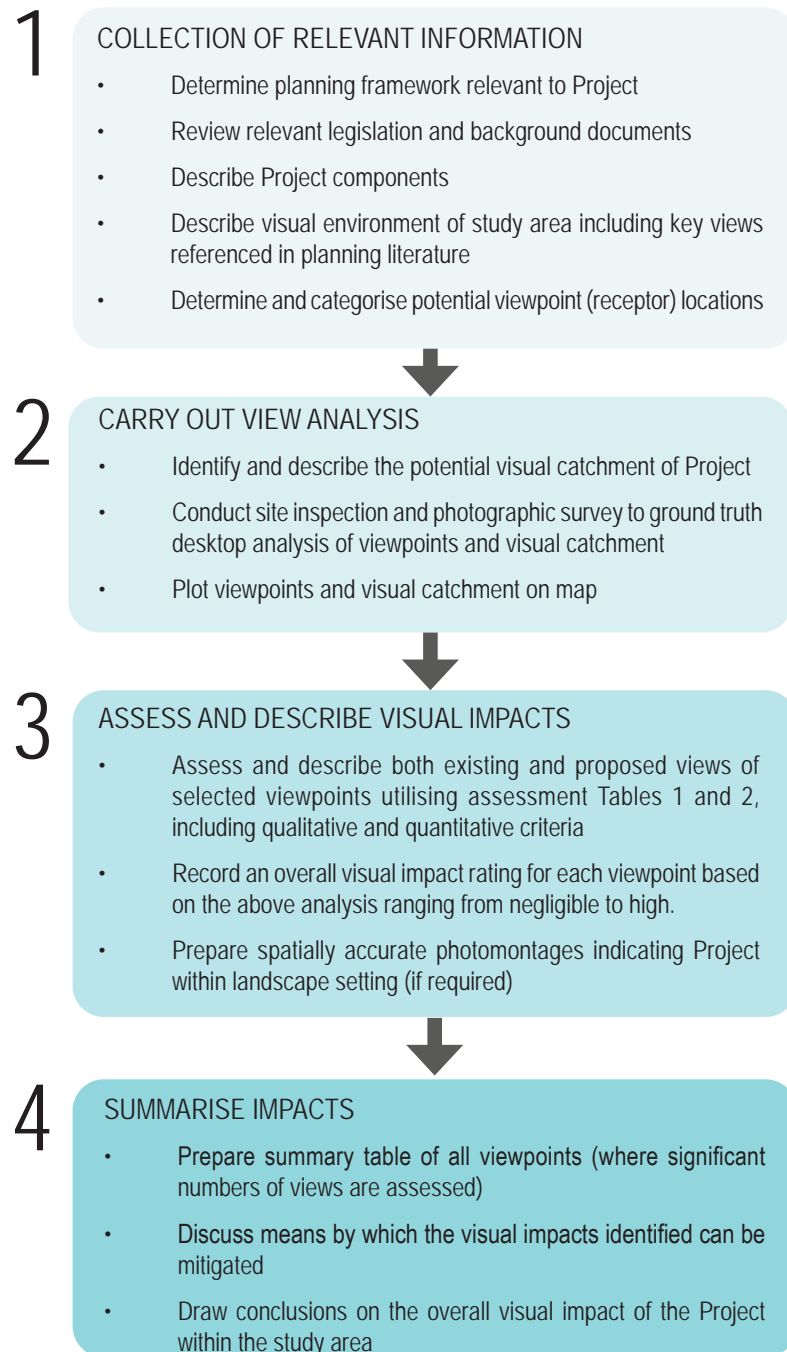 1
COLLECTION OF RELEVANT INFORMATION
• Determine planning framework relevant to Project
• Review relevant legislation and background documents
• Describe Project components
• Describe visual environment of study area including key views
referenced in planning literature
• Determine and categorise potential viewpoint (receptor) locations
2
CARRY OUT VIEW ANALYSIS
• Identify and describe the potential visual catchment of Project
• Conduct site inspection and photographic survey to ground truth
desktop analysis of viewpoints and visual catchment
• Plot viewpoints and visual catchment on map
3
ASSESS AND DESCRIBE VISUAL IMPACTS
• Assess and describe both existing and proposed views of
selected viewpoints utilising assessment Tables 1 and 2,
including qualitative and quantitative criteria
• Record an overall visual impact rating for each viewpoint based
on the above analysis ranging from negligible to high.
• Prepare spatially accurate photomontages indicating Project
within landscape setting (if required)
4
SUMMARISE IMPACTS
• Prepare summary table of all viewpoints (where significant
numbers of views are assessed)
• Discuss means by which the visual impacts identified can be
mitigated
• Draw conclusions on the overall visual impact of the Project
within the study area